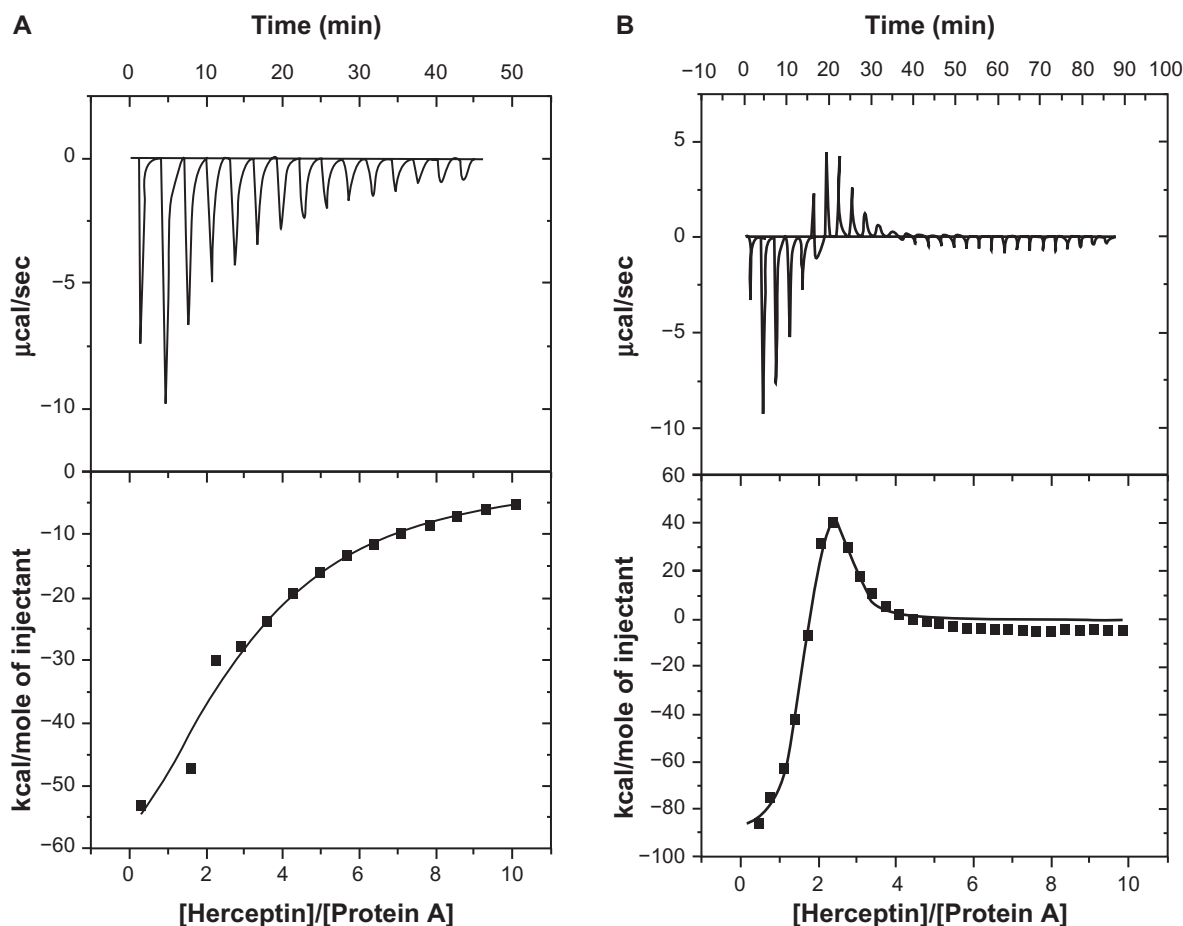 A
Time (min)
0 10 20 30 40 50
0
−5
−10
µcal/sec
0
−10
−20
−30
−40
−50
−60
kcal/mole of injectant
0 2 4 6 8 10
[Herceptin]/[Protein A]
B
Time (min)
−10 0 10 20 30 40 50 60 70 80 90 100
5
0
−5
−10
µcal/sec
60
40
20
0
−20
−40
−60
−80
−100
kcal/mole of injectant
0 2 4 6 8 10
[Herceptin]/[Protein A]